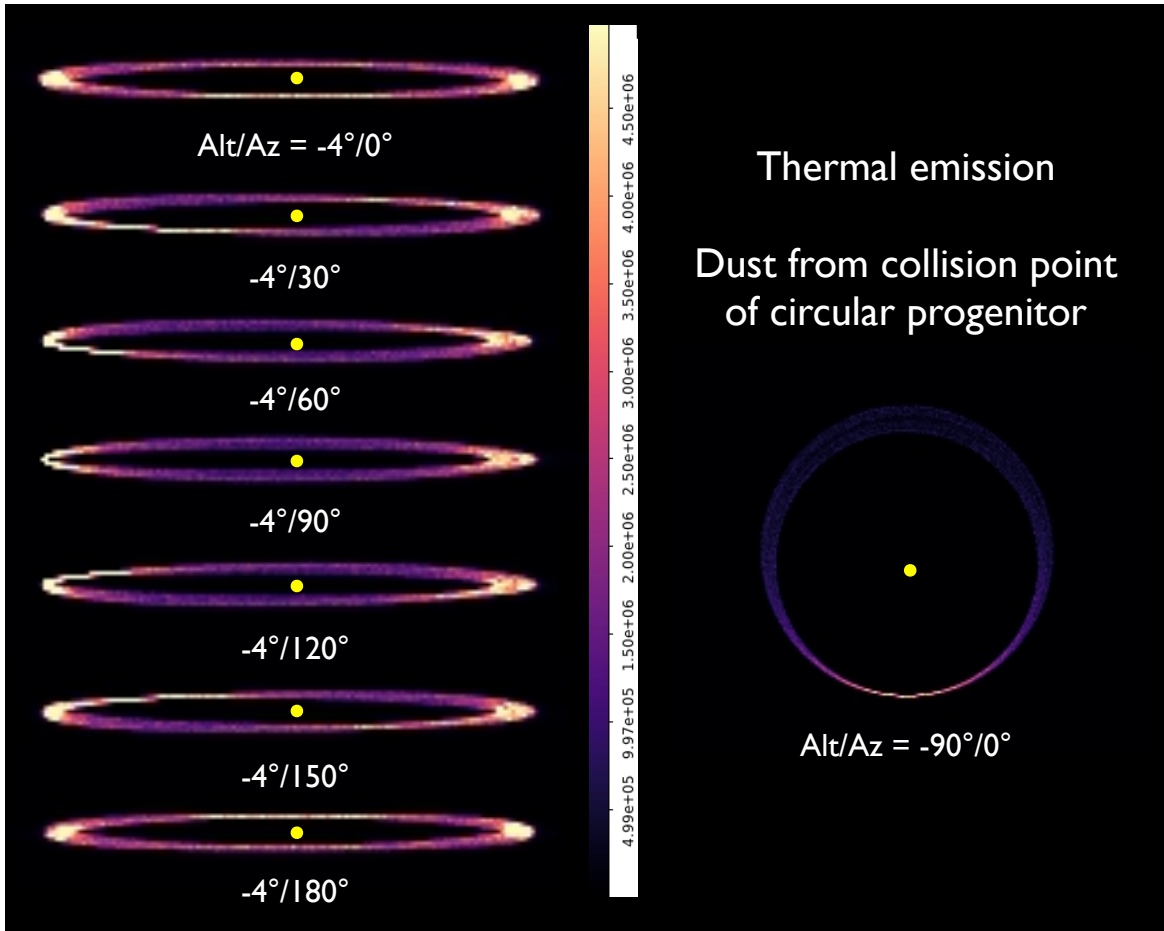 Alt/Az = -4°/0°
-4°/30°
-4°/60°
-4°/90°
-4°/120°
-4°/150°
-4°/180°
4.50e+06
4.00e+06
3.50e+06
3.00e+06
2.50e+06
2.00e+06
1.50e+06
9.97e+05
4.99e+05
Thermal emission
Dust from collision point
of circular progenitor
Alt/Az = -90°/0°